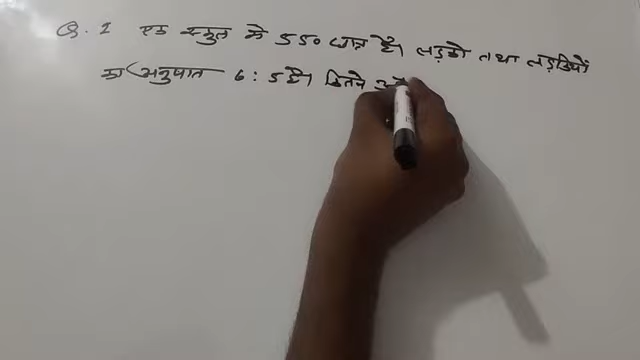 Q. 1 एक स्कुल मे 550 छात्र है। लड़को तथा लड़कियों
का अनुपात 6 : 5 है। कितने